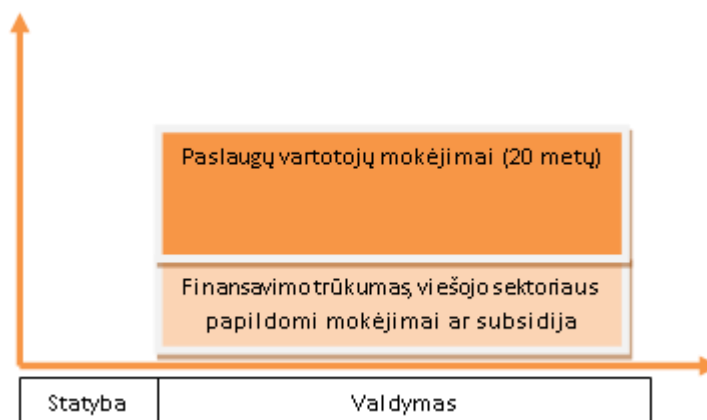 Paslaugų vartotojų mokėjimai (20 metų)
Finansavimo trūkumas, viešojo sektoriaus
papildomi mokėjimai ar subsidija
Statyba
Valdymas